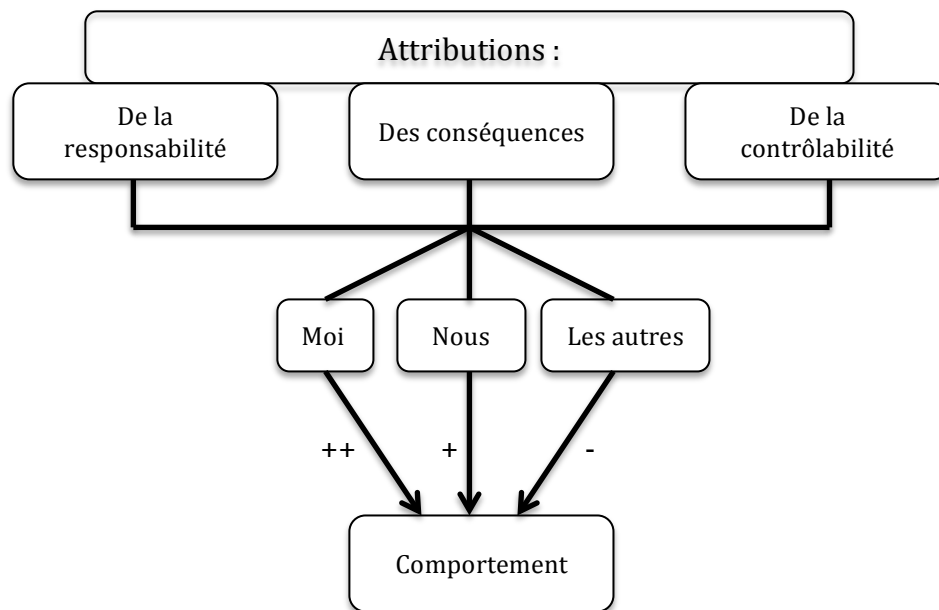 Attributions :
De la
responsabilité
Des conséquences
De la
contrôlabilité
Moi
Nous
Les autres
++
+
-
Comportement